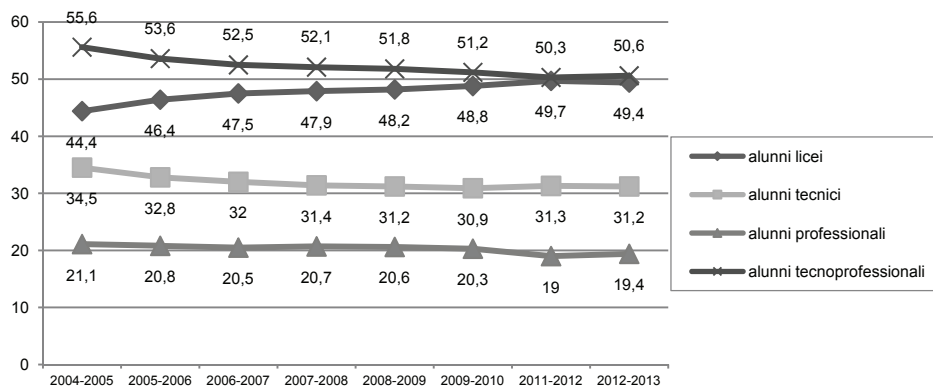 55,6 53,6 52,5 52,1 51,8 51,2 50,3 50,6
60
50
44,4 46,4 47,5 47,9 48,2 48,8 49,7 49,4
40
34,5 32,8 32 31,4 31,2 30,9 31,3 31,2
30
20
21,1 20,8 20,5 20,7 20,6 20,3 19 19,4
10
0
2004-2005 2005-2006 2006-2007 2007-2008 2008-2009 2009-2010 2011-2012 2012-2013
alunni licei
alunni tecnici
alunni professionali
alunni tecnoprofessionali